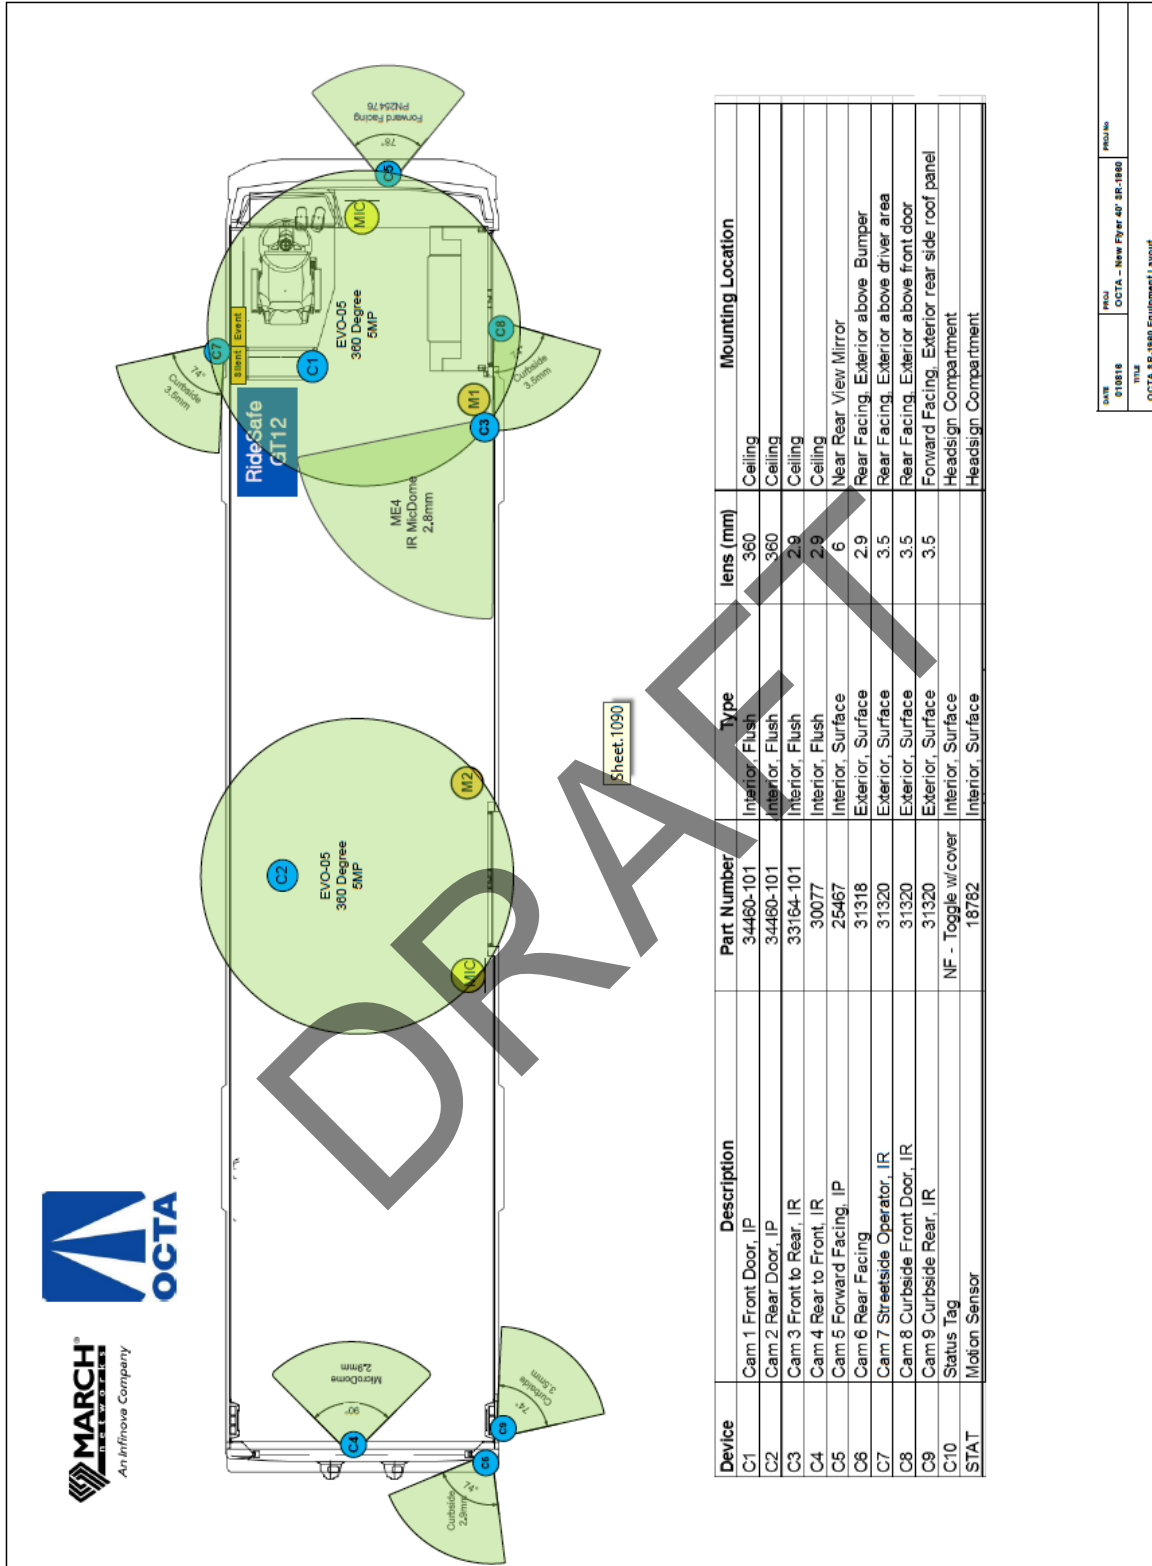 MARCH®
networks
An Infinova Company
OCTA
C7
Curbside
3.5mm
74°
Silent
Event
RideSafe
GT12
C1
EVO-05
360 Degree
5MP
MIC
C5
78°
Forward Facing
PN25476
C8
74°
Curbside
3.5mm
M1
C3
ME4
IR MicDome
2.8mm
C2
EVO-05
360 Degree
5MP
M2
MIC
C4
90°
MicroDome
2.9mm
C6
74°
Curbside
2.9mm
C9
74°
Curbside
3.5mm
Sheet.1090
DRAFT
Device Description Part Number Type lens (mm) Mounting Location
C1 Cam 1 Front Door, IP 34460-101 Interior, Flush 360 Ceiling
C2 Cam 2 Rear Door, IP 34460-101 Interior, Flush 360 Ceiling
C3 Cam 3 Front to Rear, IR 33164-101 Interior, Flush 2.9 Ceiling
C4 Cam 4 Rear to Front, IR 30077 Interior, Flush 2.9 Ceiling
C5 Cam 5 Forward Facing, IP 25467 Interior, Surface 6 Near Rear View Mirror
C6 Cam 6 Rear Facing 31318 Exterior, Surface 2.9 Rear Facing, Exterior above Bumper
C7 Cam 7 Streetside Operator, IR 31320 Exterior, Surface 3.5 Rear Facing, Exterior above driver area
C8 Cam 8 Curbside Front Door, IR 31320 Exterior, Surface 3.5 Rear Facing, Exterior above front door
C9 Cam 9 Curbside Rear, IR 31320 Exterior, Surface 3.5 Forward Facing, Exterior rear side roof panel
C10 Status Tag NF - Toggle w/cover Interior, Surface Headsign Compartment
STAT Motion Sensor 18782 Interior, Surface Headsign Compartment
DATE PROJ PROJ No
010816 OCTA – New Flyer 40' SR-1980
TITLE
OCTA SR-1980 Equipment Layout